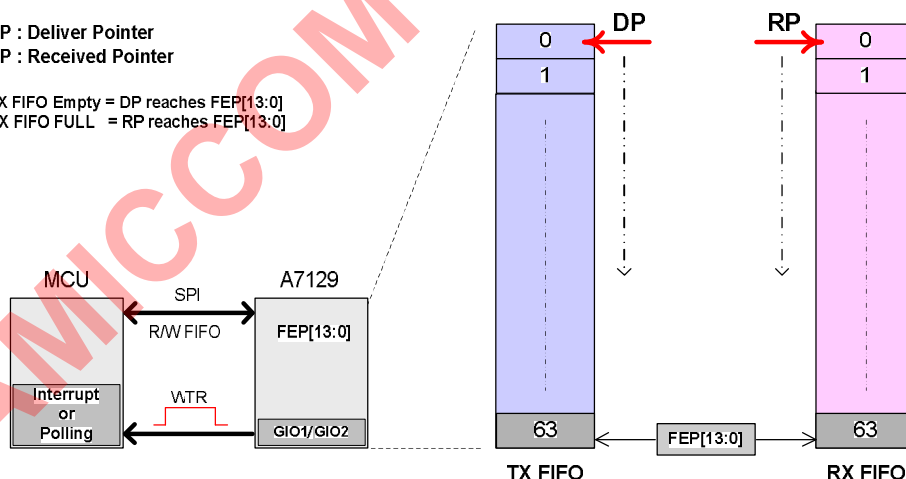 P : Deliver Pointer
P : Received Pointer
X FIFO Empty = DP reaches FEP[13:0]
X FIFO FULL = RP reaches FEP[13:0]
DP
RP
0
0
1
1
MCU
A7129
SPI
R/W FIFO
FEP[13:0]
WTR
Interrupt
or
Polling
GIO1/GIO2
63
63
FEP[13:0]
TX FIFO
RX FIFO
AMICCOM